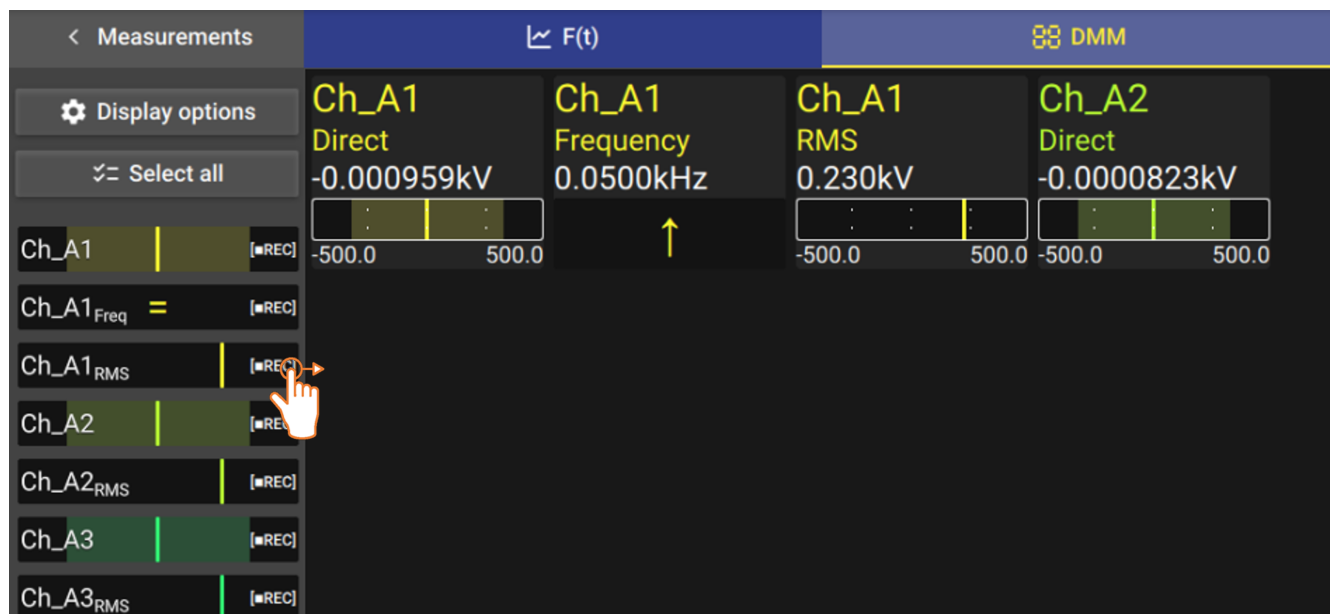 < Measurements
F(t)
DMM
Display options
Select all
Ch_A1 [■REC]
Ch_A1Freq = [■REC]
Ch_A1RMS [■REC]
Ch_A2
Ch_A2RMS [■REC]
Ch_A3 [■REC]
Ch_A3RMS [■REC]
Ch_A1
Direct
-0.000959kV
-500.0 500.0
Ch_A1
Frequency
0.0500kHz
↑
Ch_A1
RMS
0.230kV
-500.0 500.0
Ch_A2
Direct
-0.0000823kV
-500.0 500.0